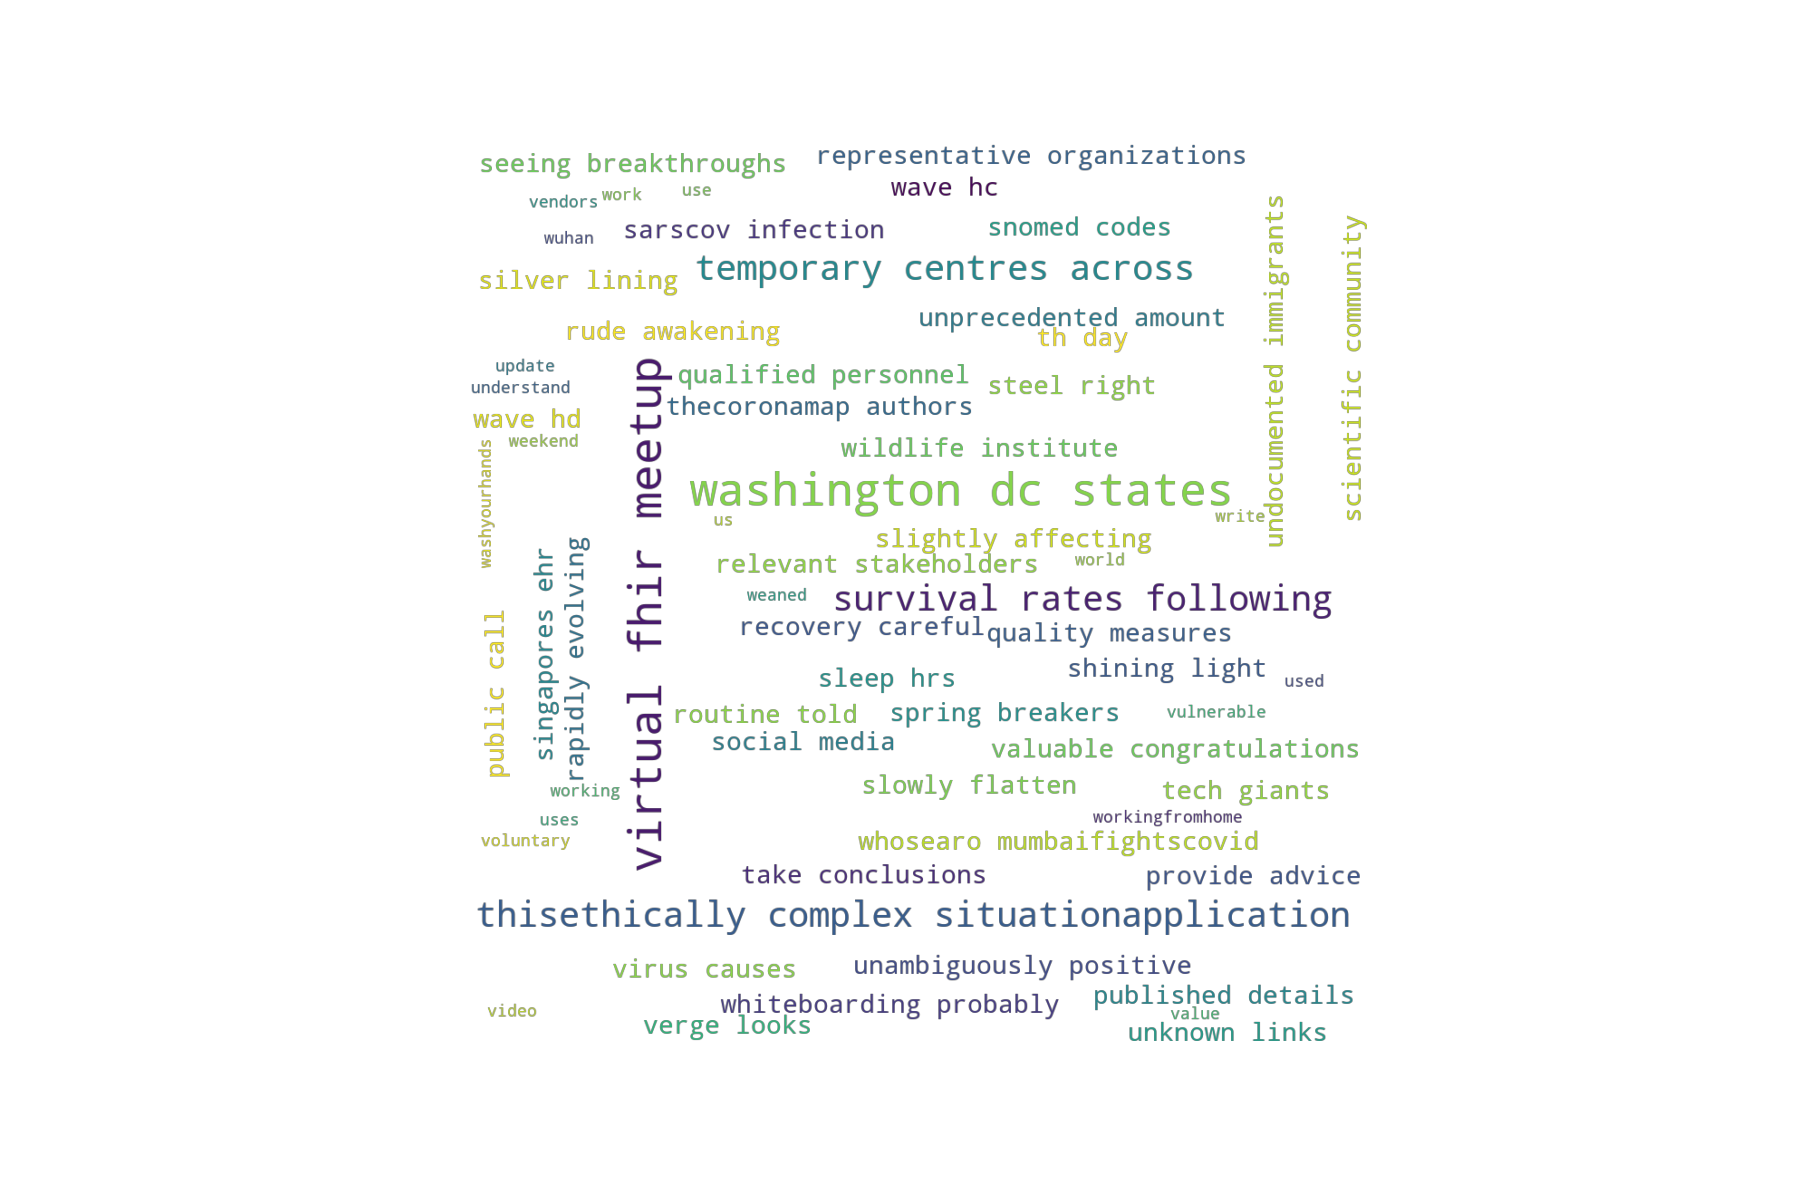 representative organizations
seeing breakthroughs
wave hc
use
work
vendors
snomed codes
sarscov infection
wuhan
temporary centres across
silver lining
unprecedented amount
rude awakening
th day
undocumented immigrants
scientific community
update
qualified personnel
steel right
understand
thecoronamap authors
wave hd
weekend
wildlife institute
washyourhands
virtual fhir meetup
washington dc states
us
write
slightly affecting
relevant stakeholders
world
weaned
survival rates following
recovery careful
quality measures
singapores ehr
rapidly evolving
public call
shining light
sleep hrs
used
routine told
spring breakers
vulnerable
social media
valuable congratulations
slowly flatten
tech giants
working
workingfromhome
uses
voluntary
whosearo mumbaifightscovid
take conclusions
provide advice
thisethically complex situationapplication
virus causes
unambiguously positive
published details
whiteboarding probably
video
value
verge looks
unknown links